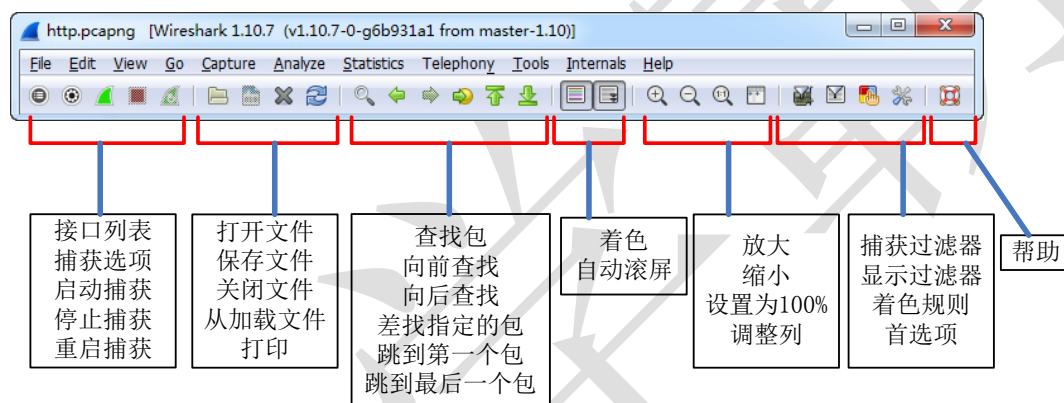 http.pcapng [Wireshark 1.10.7 (v1.10.7-0-g6b931a1 from master-1.10)]
File Edit View Go Capture Analyze Statistics Telephony Tools Internals Help
接口列表
捕获选项
启动捕获
停止捕获
重启捕获
打开文件
保存文件
关闭文件
从加载文件
打印
查找包
向前查找
向后查找
差找指定的包
跳到第一个包
跳到最后一个包
着色
自动滚屏
放大
缩小
设置为100%
调整列
捕获过滤器
显示过滤器
着色规则
首选项
帮助